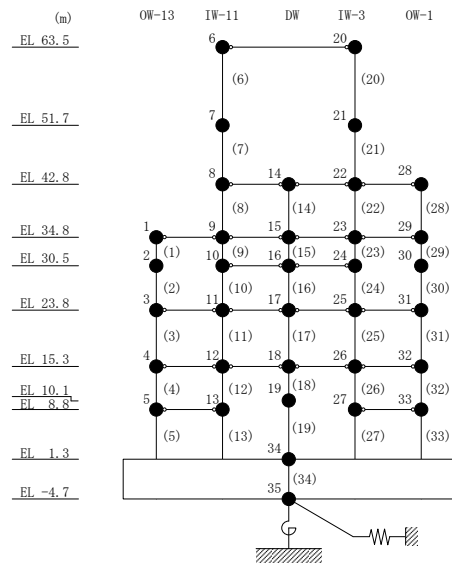 (m) OW-13 IW-11 DW IW-3 OW-1
EL 63.5 6 20
(6) (20)
EL 51.7 7 21
(7) (21)
EL 42.8 8 14 22 28
(8) (14) (22) (28)
EL 34.8 1 9 15 23 29
(1) (9) (15) (23) (29)
EL 30.5 2 10 16 24 30
(2) (10) (16) (24) (30)
EL 23.8 3 11 17 25 31
(3) (11) (17) (25) (31)
EL 15.3 4 12 18 26 32
(4) (12) (18) (26) (32)
EL 10.1 19
EL 8.8 5 13 27 33
(5) (13) (19) (27) (33)
EL 1.3 34
(34)
EL -4.7 35